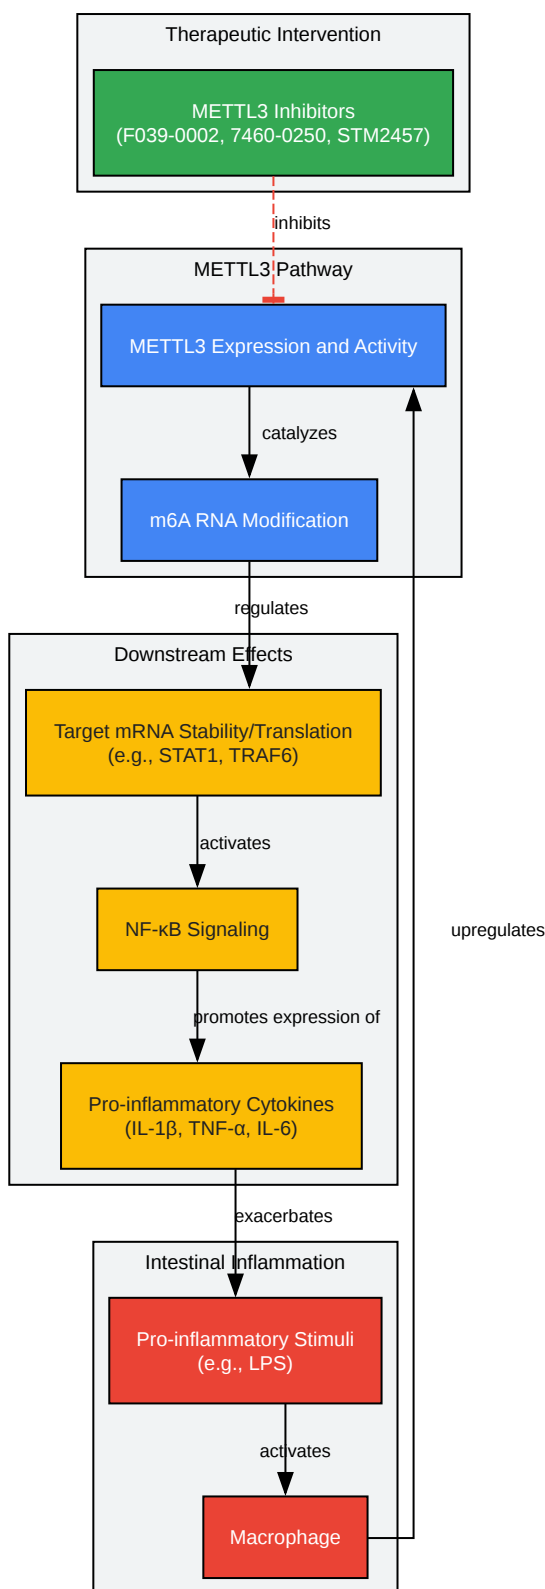 Therapeutic Intervention
METTL3 Inhibitors
(F039-0002, 7460-0250, STM2457)
inhibits
METTL3 Pathway
METTL3 Expression and Activity
catalyzes
m6A RNA Modification
regulates
Downstream Effects
Target mRNA Stability/Translation
(e.g., STAT1, TRAF6)
activates
NF-κB Signaling
upregulates
promotes expression of
Pro-inflammatory Cytokines
(IL-1β, TNF-α, IL-6)
exacerbates
Intestinal Inflammation
Pro-inflammatory Stimuli
(e.g., LPS)
activates
Macrophage